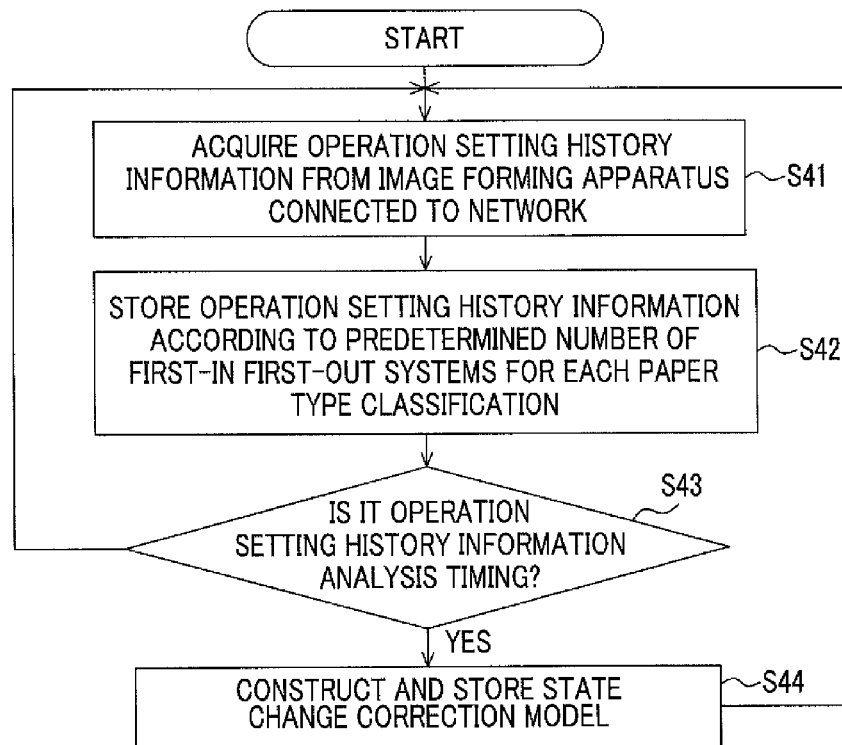 START
ACQUIRE OPERATION SETTING HISTORY
INFORMATION FROM IMAGE FORMING APPARATUS
CONNECTED TO NETWORK
S41
STORE OPERATION SETTING HISTORY INFORMATION
ACCORDING TO PREDETERMINED NUMBER OF
FIRST-IN FIRST-OUT SYSTEMS FOR EACH PAPER
TYPE CLASSIFICATION
S42
S43
IS IT OPERATION
SETTING HISTORY INFORMATION
ANALYSIS TIMING?
YES
CONSTRUCT AND STORE STATE
CHANGE CORRECTION MODEL
S44